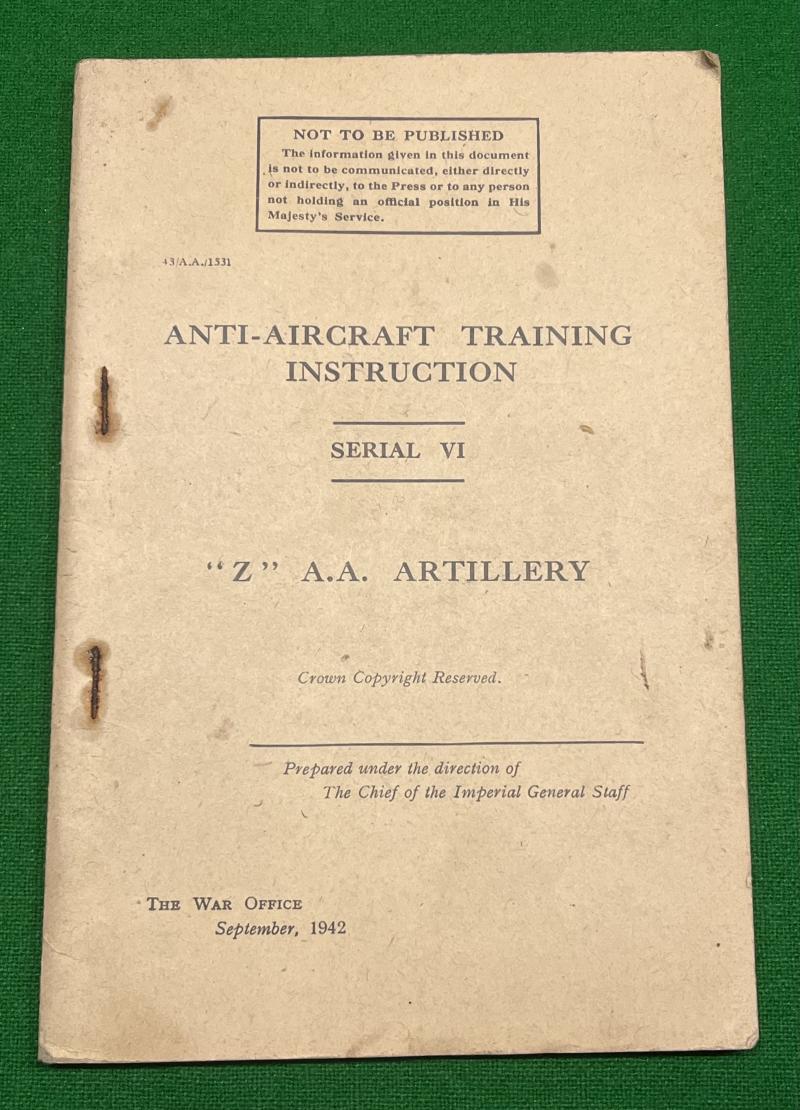 NOT TO BE PUBLISHED
The information given in this document
is not to be communicated, either directly
or indirectly, to the Press or to any person
not holding an official position in His
Majesty's Service.
43/A.A./1531
ANTI-AIRCRAFT TRAINING
INSTRUCTION
SERIAL VI
“Z” A.A. ARTILLERY
Crown Copyright Reserved.
Prepared under the direction of
The Chief of the Imperial General Staff
THE WAR OFFICE
September, 1942